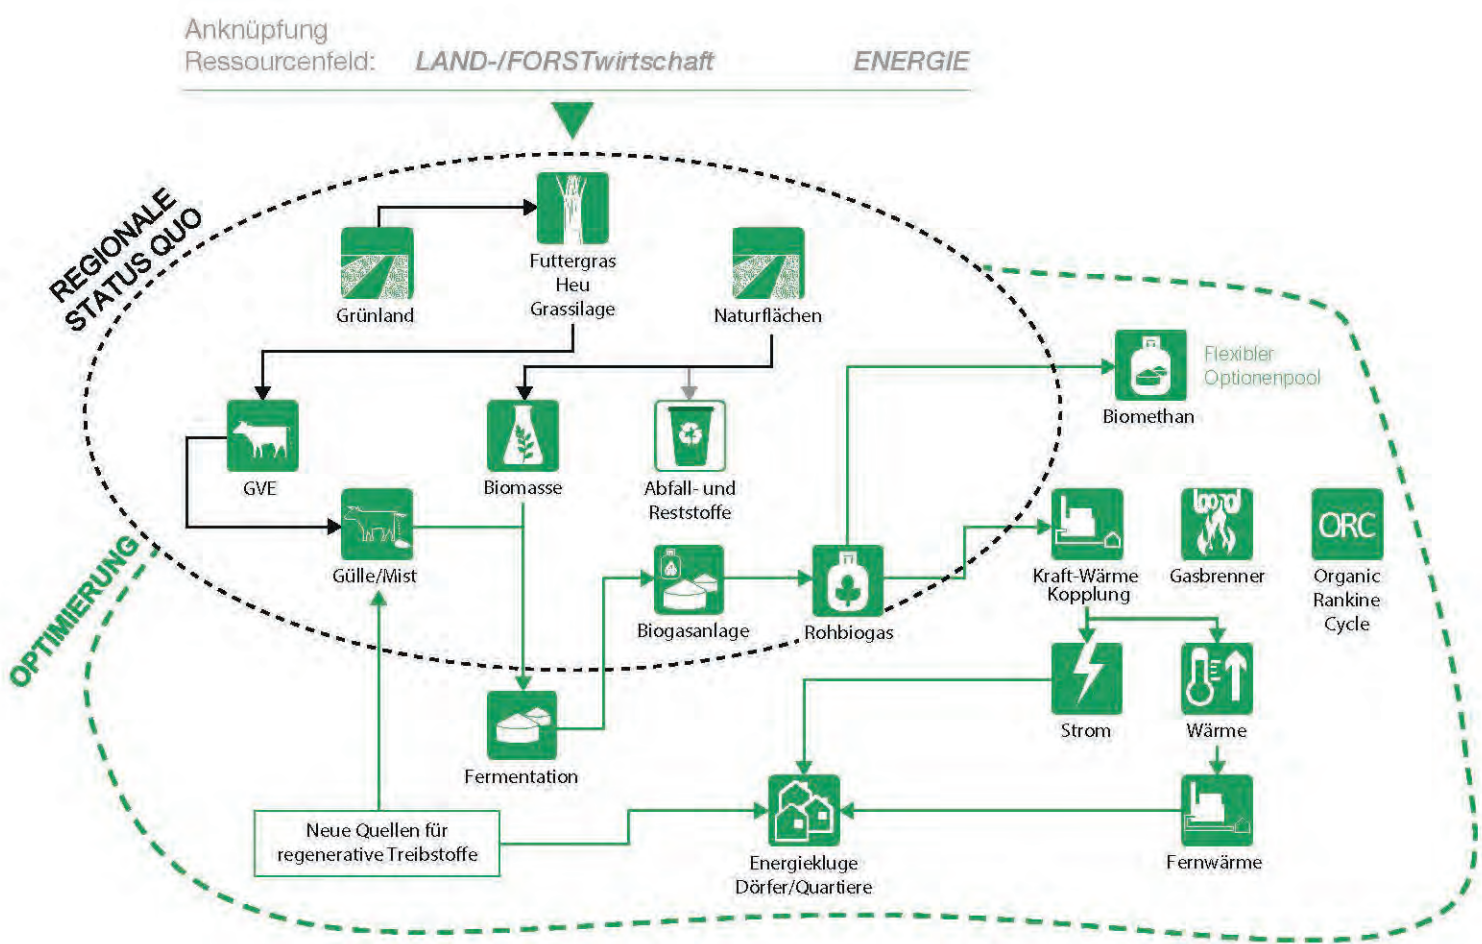 Anknüpfung
Ressourcenfeld: LAND-/FORSTwirtschaft ENERGIE
REGIONALE
STATUS QUO
Futtergras
Heu
Grassilage
Grünland
Naturflächen
Flexibler
Optionenpool
Biomethan
GVE
Biomasse
Abfall- und
Reststoffe
ORC
OPTIMIERUNG
Gülle/Mist
Kraft-Wärme
Kopplung
Gasbrenner
Organic
Rankine
Cycle
Biogasanlage
Rohbiogas
Strom
Wärme
Fermentation
Neue Quellen für
regenerative Treibstoffe
Energiekluge
Dörfer/Quartiere
Fernwärme